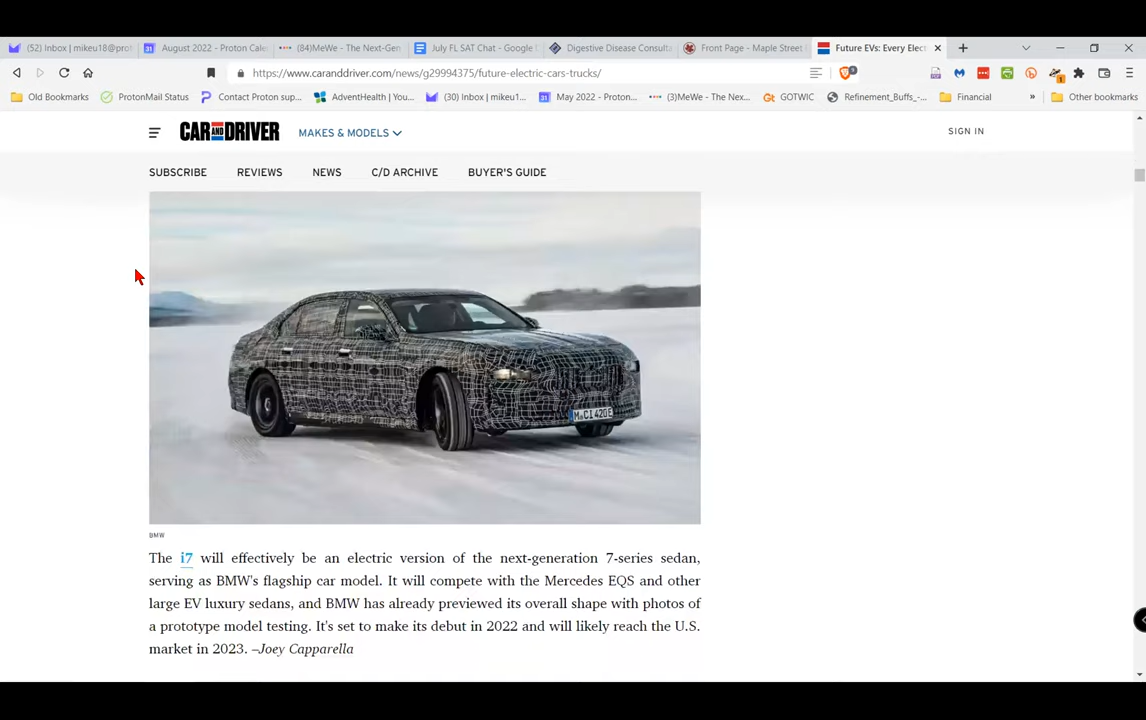 (52) Inbox | mikeu18@prot
August 2022 - Proton Cale
(84)MeWe - The Next-Gen
July FL SAT Chat - Google D
Digestive Disease Consulta
Front Page - Maple Street B
Future EVs: Every Elect
https://www.caranddriver.com/news/g29994375/future-electric-cars-trucks/
Old Bookmarks
ProtonMail Status
Contact Proton sup...
AdventHealth | You...
(30) Inbox | mikeu1...
May 2022 - Proton...
(3)MeWe - The Nex...
Gt GOTWIC
Refinement_Buffs_-...
Financial
»
Other bookmarks
CAR AND DRIVER
MAKES & MODELS
SIGN IN
SUBSCRIBE
REVIEWS
NEWS
C/D ARCHIVE
BUYER'S GUIDE
M CI 420E
BMW
The i7 will effectively be an electric version of the next-generation 7-series sedan,
serving as BMW's flagship car model. It will compete with the Mercedes EQS and other
large EV luxury sedans, and BMW has already previewed its overall shape with photos of
a prototype model testing. It's set to make its debut in 2022 and will likely reach the U.S.
market in 2023. –Joey Capparella